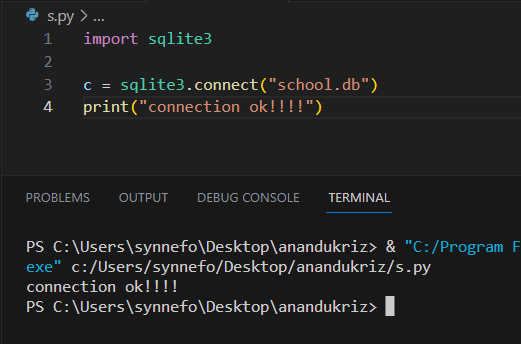 s.py > ...
1 import sqlite3
2
3 c = sqlite3.connect("school.db")
4 print("connection ok!!!!")
PROBLEMS OUTPUT DEBUG CONSOLE TERMINAL
PS C:\Users\synnefo\Desktop\anandukriz> & "C:/Program F
exe" c:/Users/synnefo/Desktop/anandukriz/s.py
connection ok!!!!
PS C:\Users\synnefo\Desktop\anandukriz>